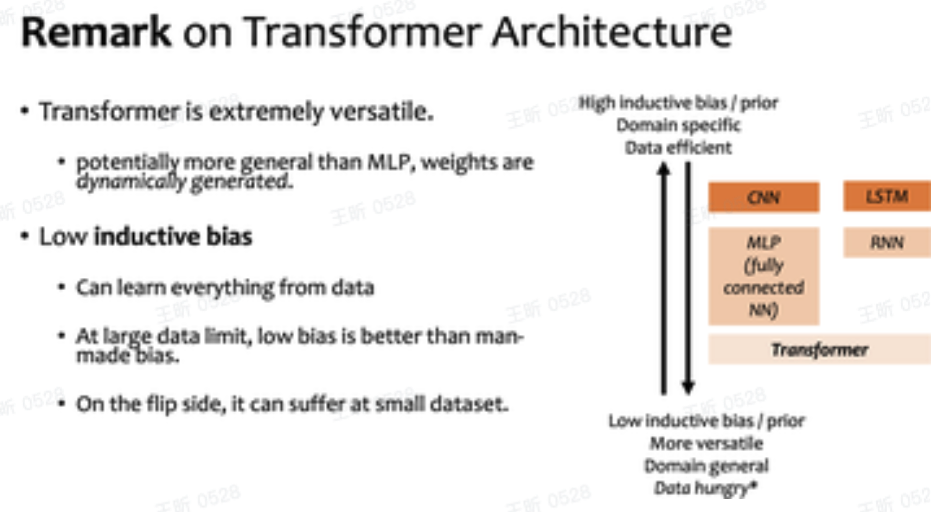 Remark on Transformer Architecture
• Transformer is extremely versatile.
• potentially more general than MLP, weights are
dynamically generated.
• Low inductive bias
• Can learn everything from data
• At large data limit, low bias is better than man-
made bias.
• On the flip side, it can suffer at small dataset.
High inductive bias / prior
Domain specific
Data efficient
CNN
LSTM
MLP
(fully
connected
NN)
RNN
Transformer
Low inductive bias / prior
More versatile
Domain general
Data hungry*
王昕 0528